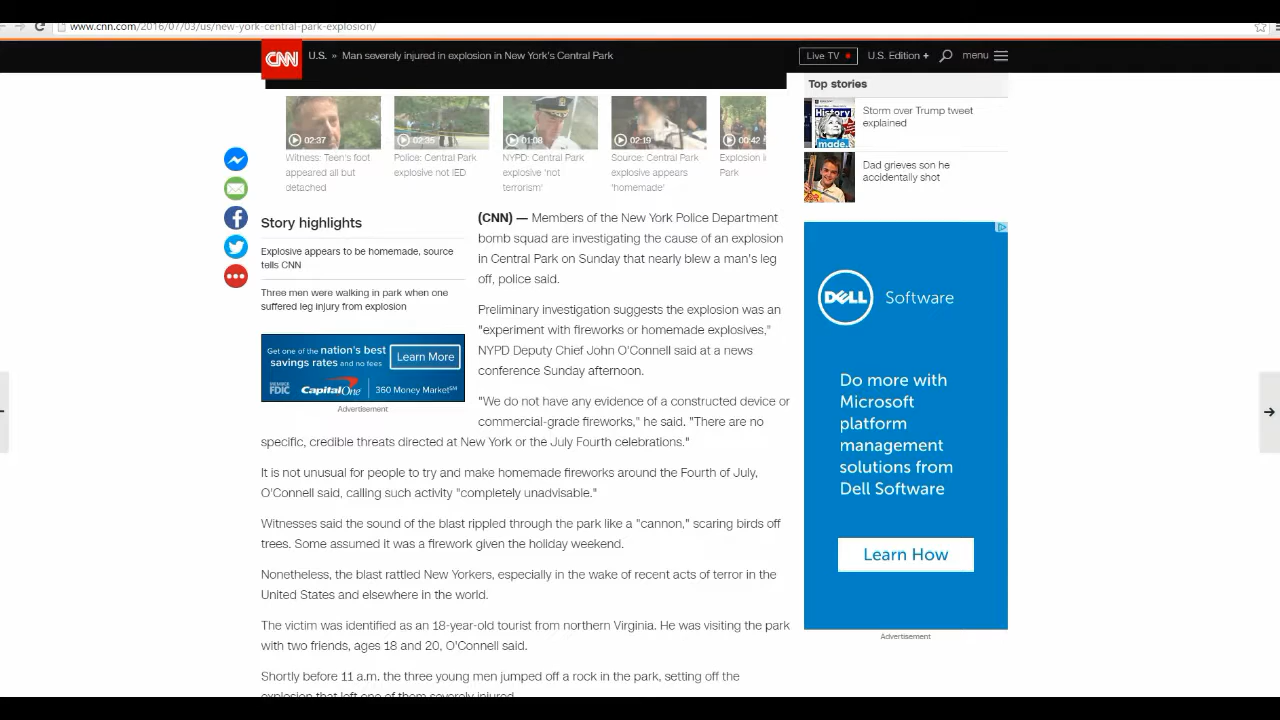 www.cnn.com/2016/07/03/us/new-york-central-park-explosion/
CNN
U.S. » Man severely injured in explosion in New York's Central Park
Live TV
U.S. Edition +
menu
02:37
Witness: Teen's foot
appeared all but
detached
02:35
Police: Central Park
explosive not IED
01:08
NYPD: Central Park
explosive 'not
terrorism'
02:19
Source: Central Park
explosive appears
'homemade'
00:42
Explosion i
Park
Top stories
History
made.
Storm over Trump tweet
explained
Dad grieves son he
accidentally shot
Story highlights
Explosive appears to be homemade, source
tells CNN
Three men were walking in park when one
suffered leg injury from explosion
Get one of the nation's best
savings rates and no fees
Learn More
MEMBER
FDIC
Capital One
360 Money Market℠
Advertisement
(CNN) — Members of the New York Police Department
bomb squad are investigating the cause of an explosion
in Central Park on Sunday that nearly blew a man's leg
off, police said.
Preliminary investigation suggests the explosion was an
"experiment with fireworks or homemade explosives,"
NYPD Deputy Chief John O'Connell said at a news
conference Sunday afternoon.
"We do not have any evidence of a constructed device or
commercial-grade fireworks," he said. "There are no
specific, credible threats directed at New York or the July Fourth celebrations."
It is not unusual for people to try and make homemade fireworks around the Fourth of July,
O'Connell said, calling such activity "completely unadvisable."
Witnesses said the sound of the blast rippled through the park like a "cannon," scaring birds off
trees. Some assumed it was a firework given the holiday weekend.
Nonetheless, the blast rattled New Yorkers, especially in the wake of recent acts of terror in the
United States and elsewhere in the world.
The victim was identified as an 18-year-old tourist from northern Virginia. He was visiting the park
with two friends, ages 18 and 20, O'Connell said.
Shortly before 11 a.m. the three young men jumped off a rock in the park, setting off the
explosion that left one of them severely injured.
DELL Software
Do more with
Microsoft
platform
management
solutions from
Dell Software
Learn How
Advertisement